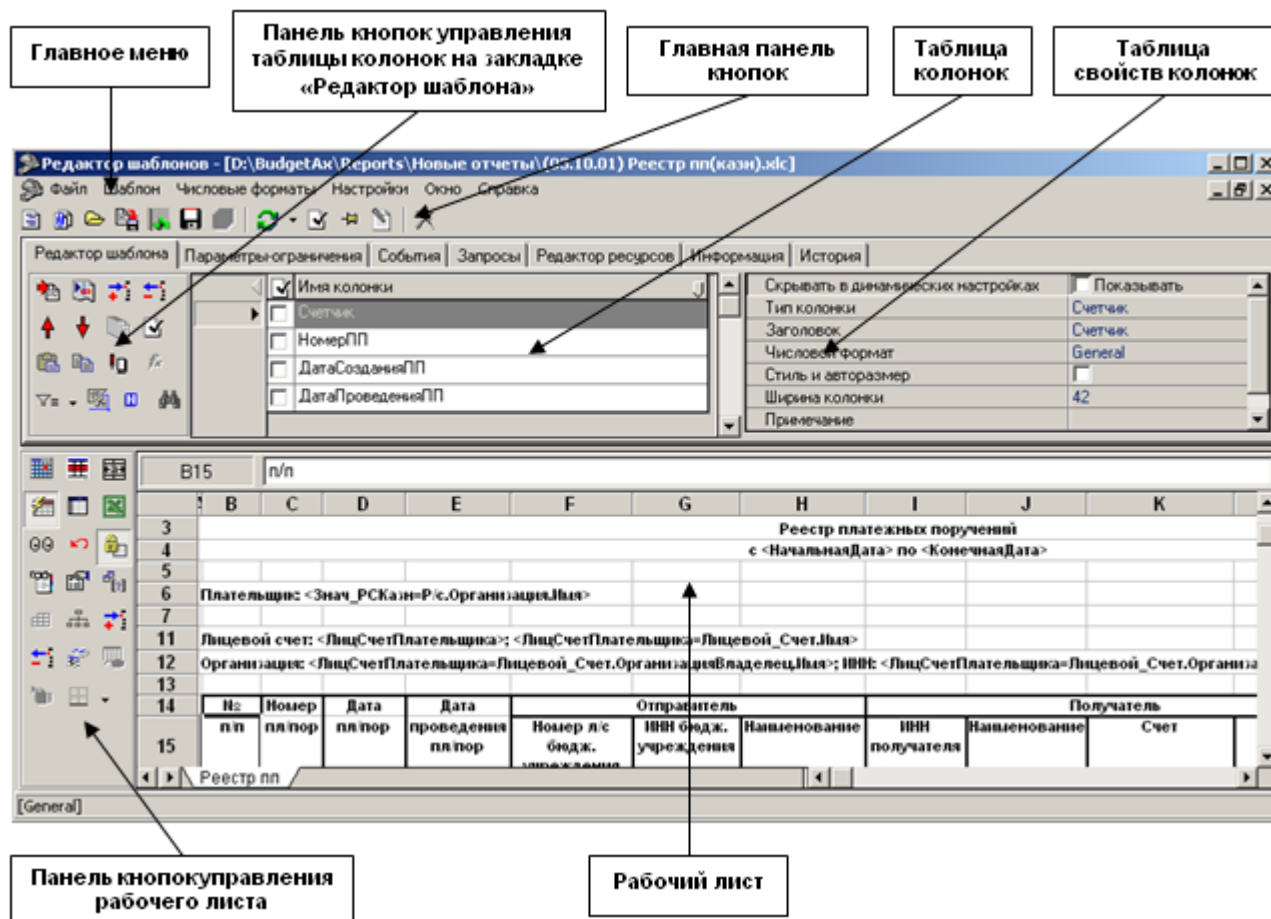 Главное меню
Панель кнопок управления
таблицы колонок на закладке
«Редактор шаблона»
Главная панель
кнопок
Таблица
колонок
Таблица
свойств колонок
Редактор шаблонов - [D:\BudgetAx\Reports\Новые отчеты\(05.10.01) Реестр пп(казн).xlc]
Файл Шаблон Числовые форматы Настройки Окно Справка
Редактор шаблона Параметры-ограничения События Запросы Редактор ресурсов Информация История
Имя колонки
Счетчик
НомерПП
ДатаСозданияПП
ДатаПроведенияПП
Скрывать в динамических настройках Показывать
Тип колонки Счетчик
Заголовок Счетчик
Числовой формат General
Стиль и авторазмер
Ширина колонки 42
Примечание
B15 п/п
B C D E F G H I J K
3 Реестр платежных поручений
4 с <НачальнаяДата> по <КонечнаяДата>
5
6 Плательщик: <Знач_РСКазн=Р/с.Организация.Имя>
7
11 Лицевой счет: <ЛицСчетПлательщика>; <ЛицСчетПлательщика=Лицевой_Счет.Имя>
12 Организация: <ЛицСчетПлательщика=Лицевой_Счет.ОрганизацияВладелец.Имя>; ИНН: <ЛицСчетПлательщика=Лицевой_Счет.Организа
13
14 № Номер Дата Дата Отправитель Получатель
15 п/п пл/пор пл/пор проведения пл/пор Номер л/с бюдж. учреждения ИНН бюдж. учреждения Наименование ИНН получателя Наименование Счет
Реестр пп
[General]
Панель кнопокуправления
рабочего листа
Рабочий лист